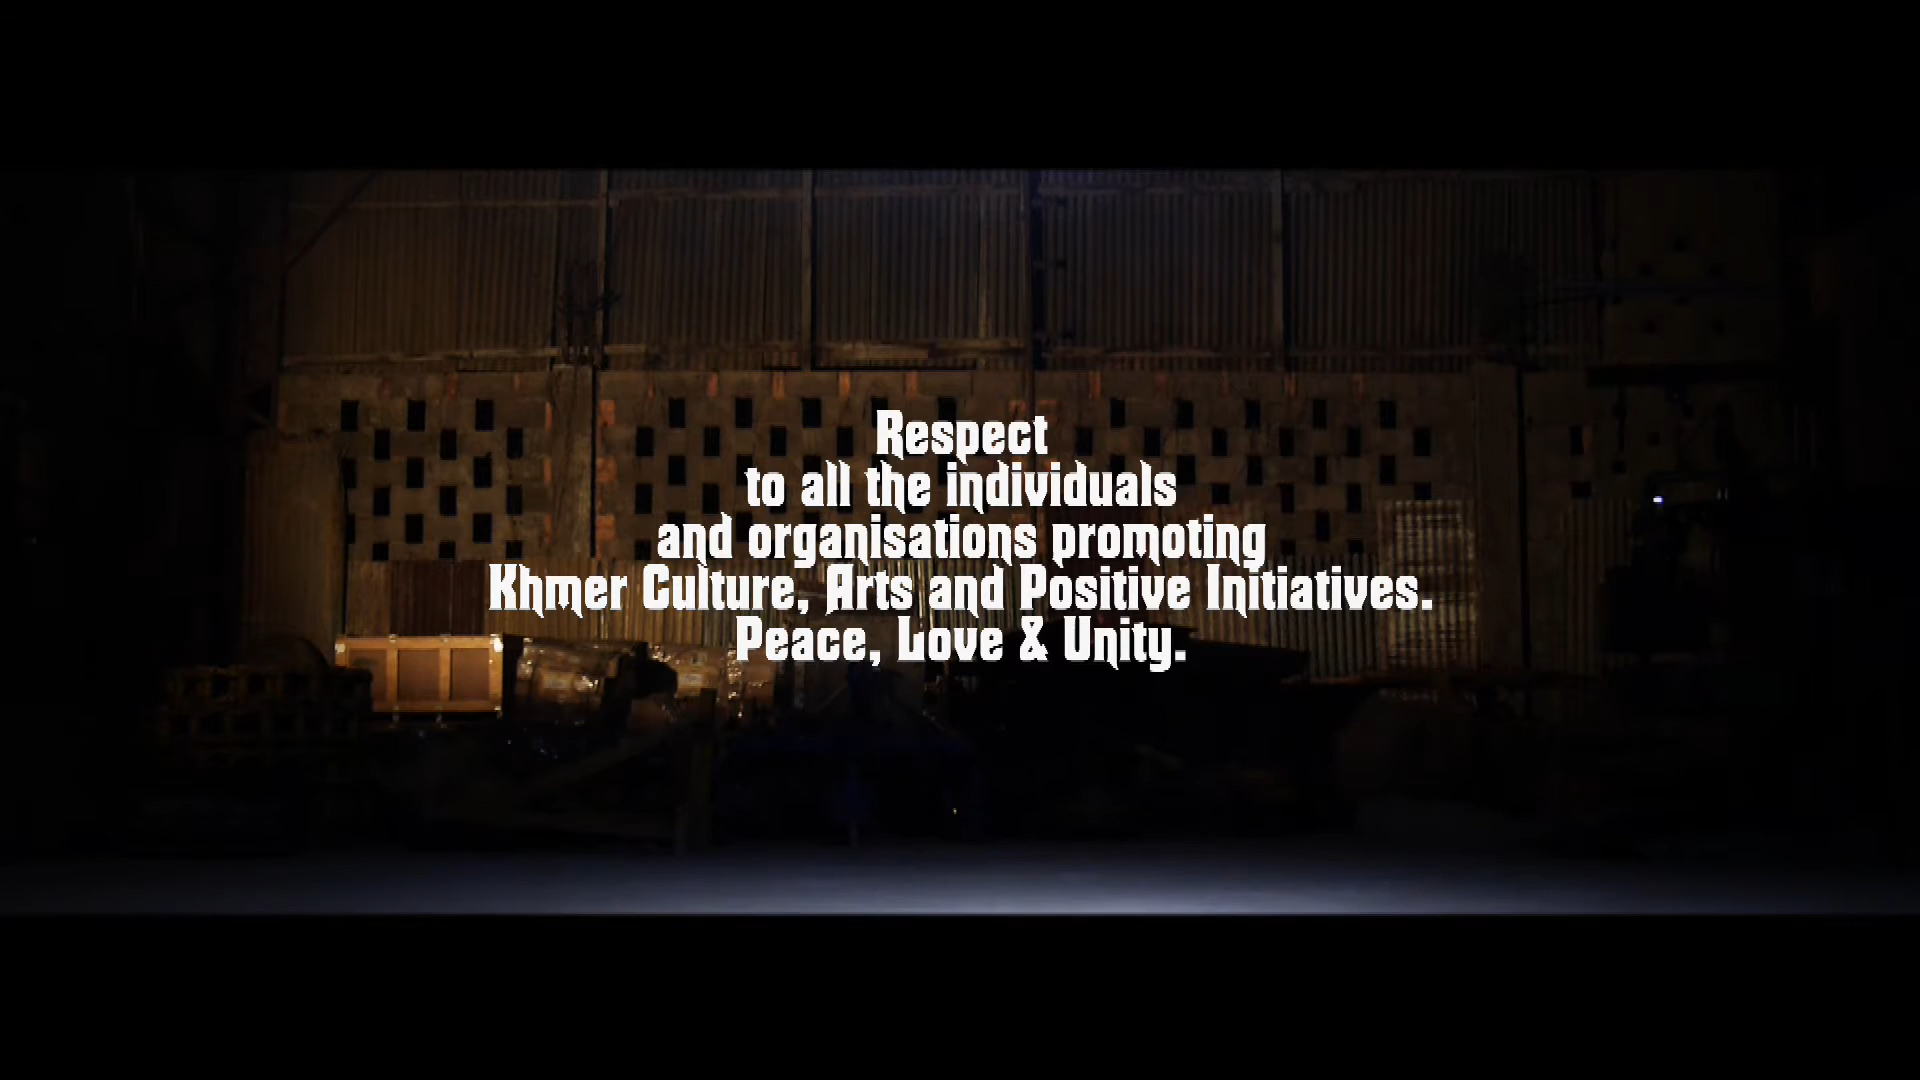 Respect
to all the individuals
and organisations promoting
Khmer Culture, Arts and Positive Initiatives.
Peace, Love & Unity.